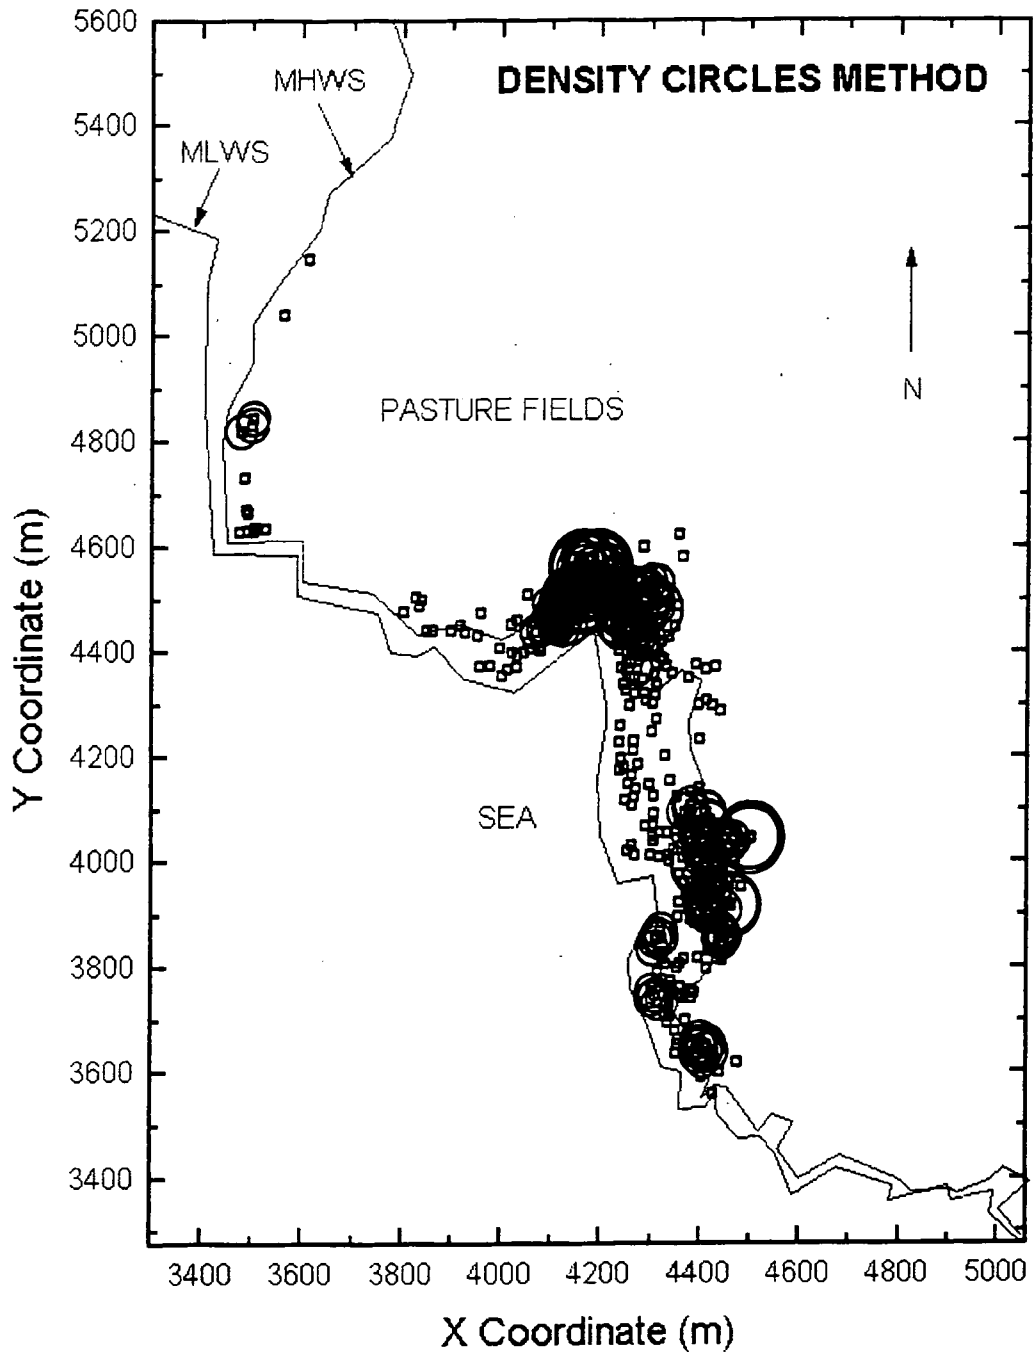 DENSITY CIRCLES METHOD
MHWS
MLWS
N
PASTURE FIELDS
SEA
Y Coordinate (m)
5600
5400
5200
5000
4800
4600
4400
4200
4000
3800
3600
3400
3400 3600 3800 4000 4200 4400 4600 4800 5000
X Coordinate (m)